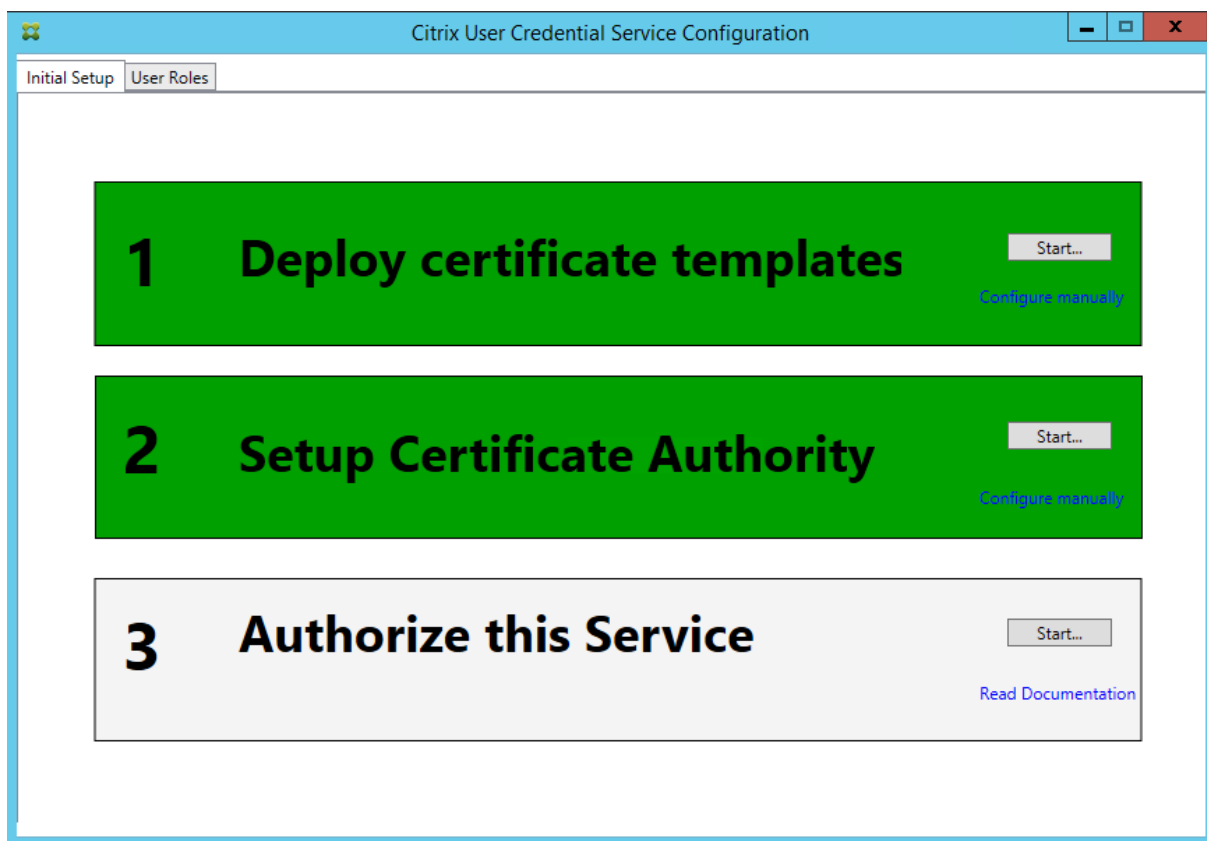 Citrix User Credential Service Configuration
Initial Setup User Roles
1 Deploy certificate templates Start...
Configure manually
2 Setup Certificate Authority Start...
Configure manually
3 Authorize this Service Start...
Read Documentation